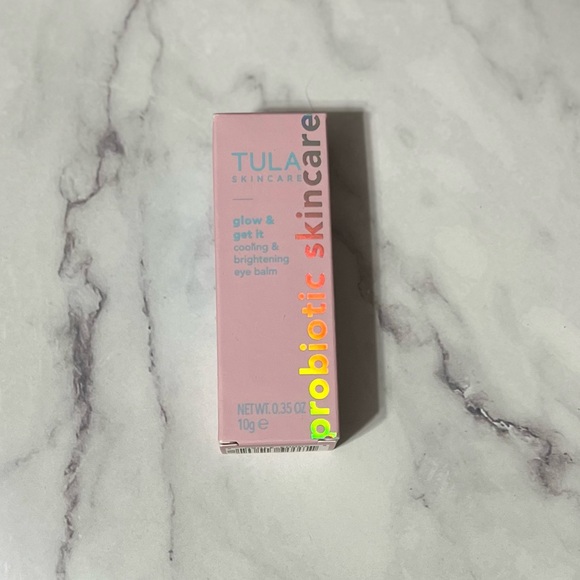 TULA
SKINCARE
glow &
get it
cooling &
brightening
eye balm
NET WT. 0.35 OZ
10g ℮
probiotic skincare